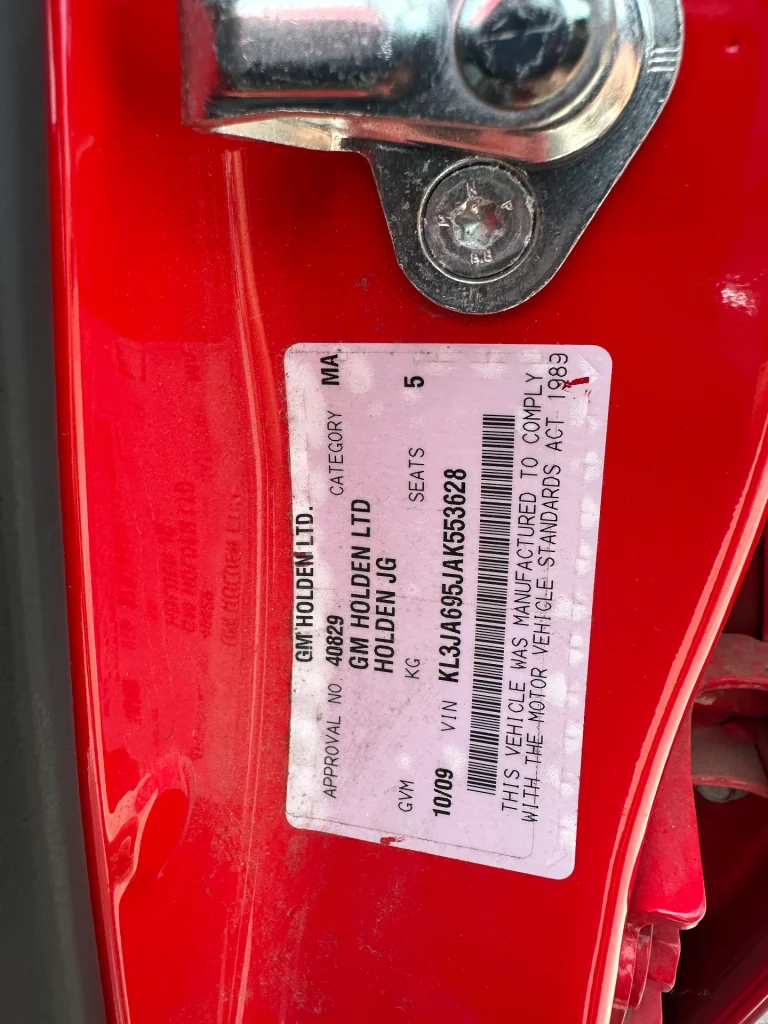 GM HOLDEN LTD.
APPROVAL NO. 40829 CATEGORY MA
GM HOLDEN LTD
HOLDEN JG
GVM KG SEATS 5
10/09 VIN KL3JA695JAK553628
THIS VEHICLE WAS MANUFACTURED TO COMPLY
WITH THE MOTOR VEHICLE STANDARDS ACT 1989